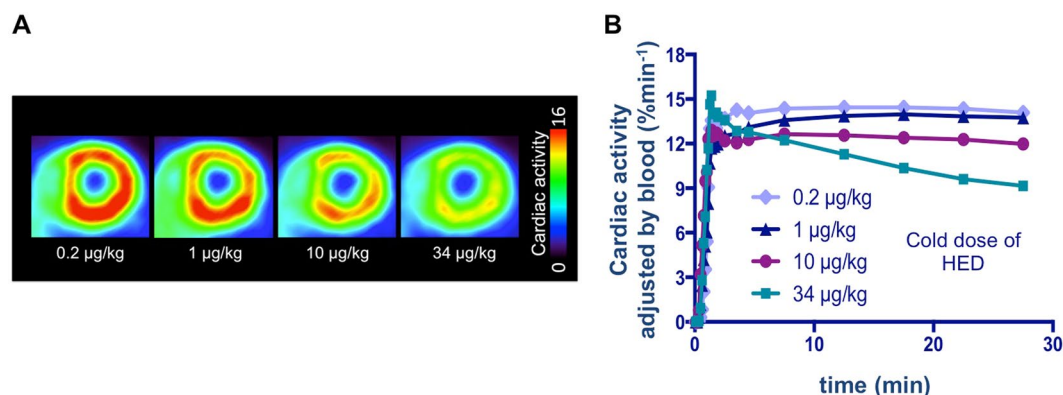 A
0.2 µg/kg
1 µg/kg
10 µg/kg
34 µg/kg
Cardiac activity
16
0
B
Cardiac activity
adjusted by blood (%min⁻¹)
18
15
12
9
6
3
0
0
10
20
30
time (min)
0.2 µg/kg
1 µg/kg
10 µg/kg
34 µg/kg
Cold dose of
HED